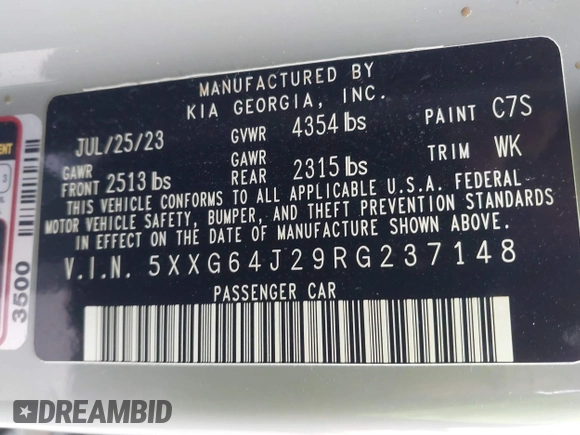 MANUFACTURED BY
KIA GEORGIA, INC.
JUL/25/23 GVWR 4354 lbs PAINT C7S
GAWR FRONT 2513 lbs GAWR REAR 2315 lbs TRIM WK
THIS VEHICLE CONFORMS TO ALL APPLICABLE U.S.A. FEDERAL
MOTOR VEHICLE SAFETY, BUMPER, AND THEFT PREVENTION STANDARDS
IN EFFECT ON THE DATE OF MANUFACTURE SHOWN ABOVE.
V.I.N. 5XXG64J29RG237148
PASSENGER CAR
3500
DREAMBID